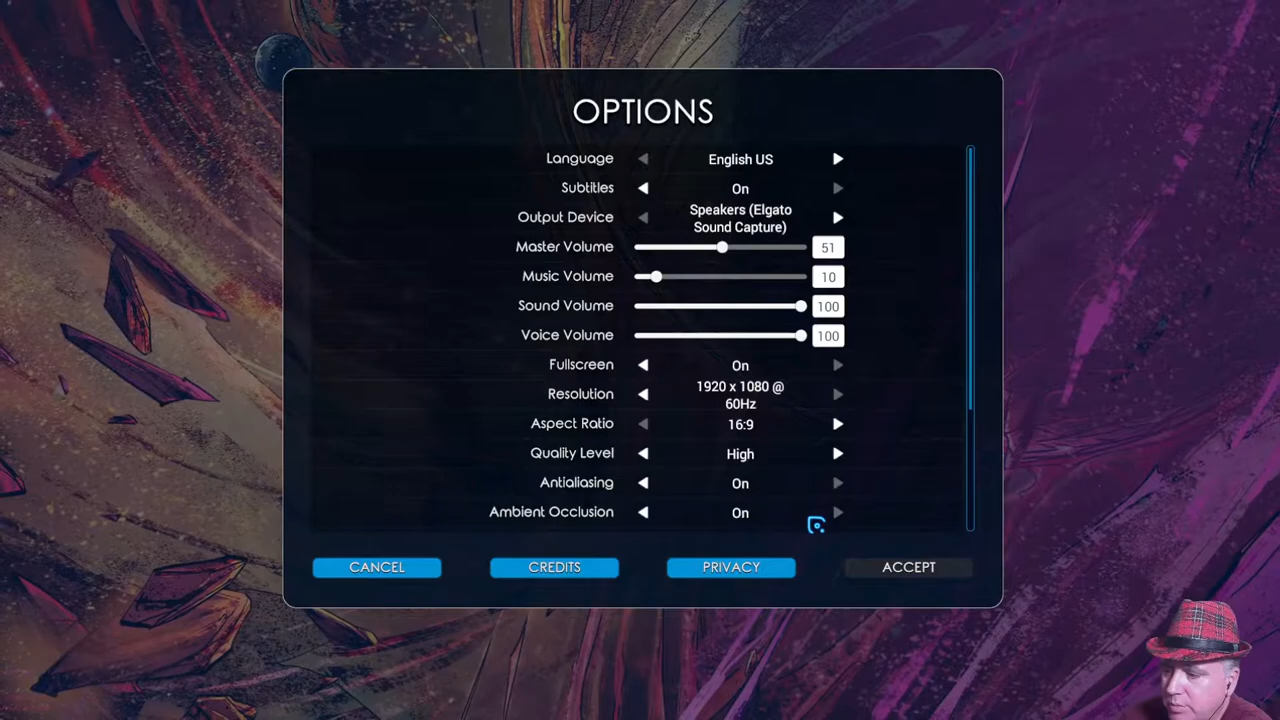 OPTIONS
Language English US
Subtitles On
Output Device Speakers (Elgato
Sound Capture)
Master Volume 51
Music Volume 10
Sound Volume 100
Voice Volume 100
Fullscreen On
Resolution 1920 x 1080 @
60Hz
Aspect Ratio 16:9
Quality Level High
Antialiasing On
Ambient Occlusion On
CANCEL CREDITS PRIVACY ACCEPT